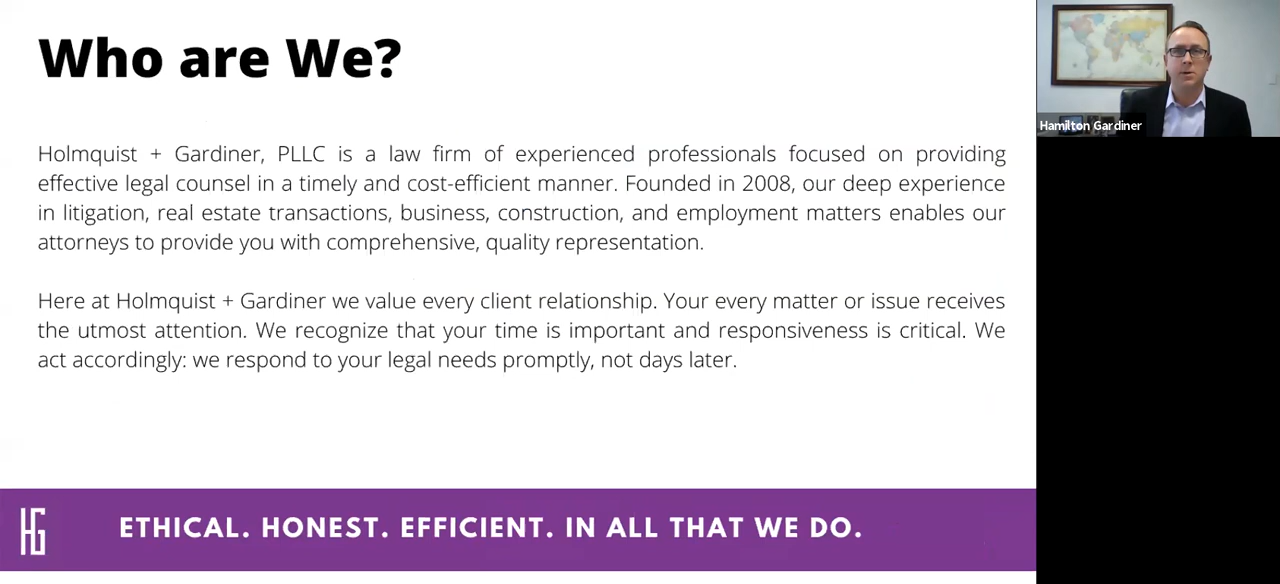 Who are We?
Holmquist + Gardiner, PLLC is a law firm of experienced professionals focused on providing
effective legal counsel in a timely and cost-efficient manner. Founded in 2008, our deep experience
in litigation, real estate transactions, business, construction, and employment matters enables our
attorneys to provide you with comprehensive, quality representation.
Here at Holmquist + Gardiner we value every client relationship. Your every matter or issue receives
the utmost attention. We recognize that your time is important and responsiveness is critical. We
act accordingly: we respond to your legal needs promptly, not days later.
HG
ETHICAL. HONEST. EFFICIENT. IN ALL THAT WE DO.
Hamilton Gardiner